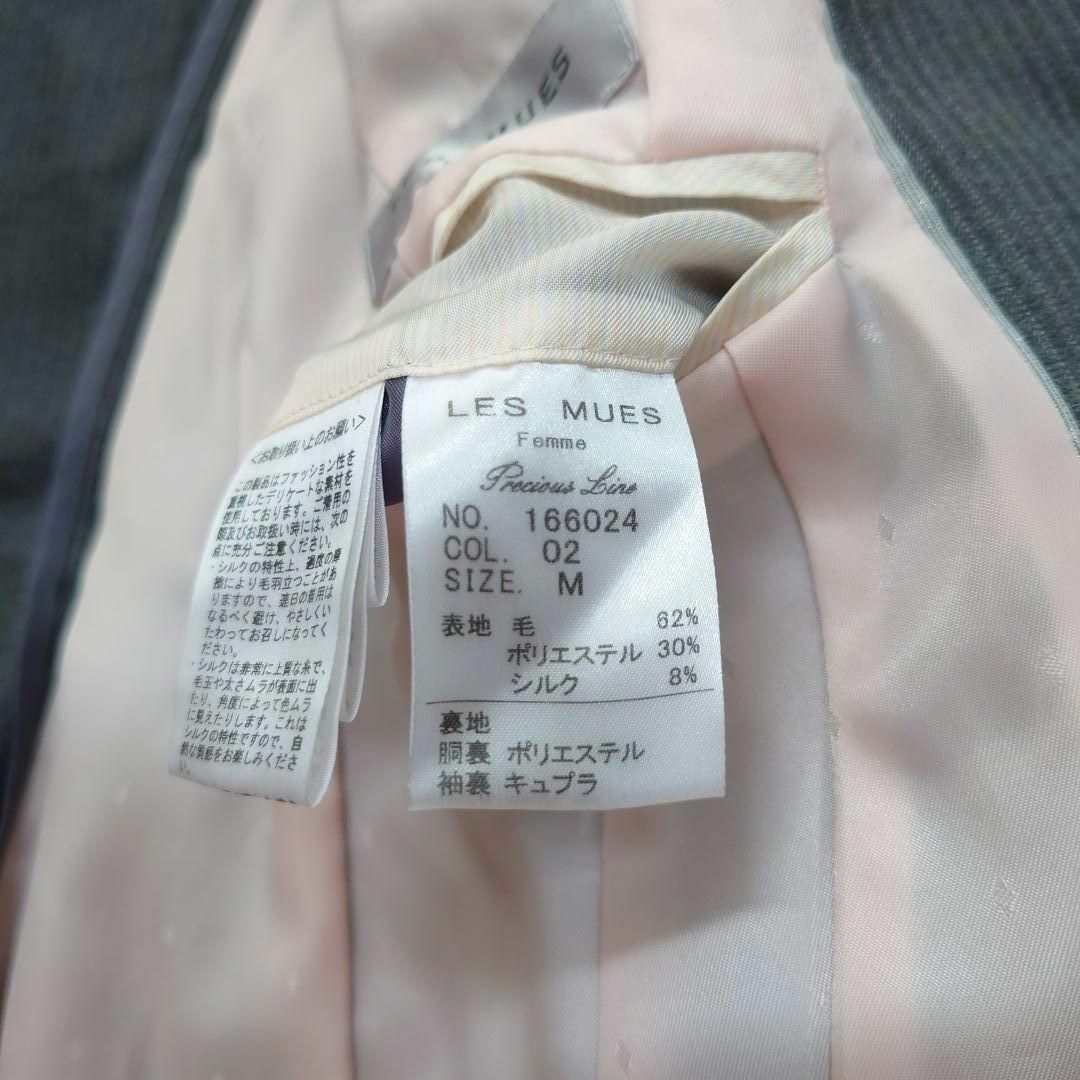 MUES
LES MUES
Femme
Precious Line
NO. 166024
COL. 02
SIZE. M
表地 毛 62%
ポリエステル 30%
シルク 8%
裏地
胴裏 ポリエステル
袖裏 キュプラ
<お取り扱い上のお願い>
この製品はファッション性を
重視したデリケートな素材を
使用しております。ご着用の
際及びお取扱い時には、次の
点に充分ご注意ください。
・シルクの特性上、過度の摩
擦により毛羽立つことがあ
りますので、連日の着用は
なるべく避け、やさしくい
たわってお召しになってく
ださい。
・シルクは非常に上質な糸で、
毛玉や太さムラが表面に出
たり、角度によって色ムラ
に見えたりします。これは
シルクの特性ですので、自
然な質感をお楽しみくださ
い。